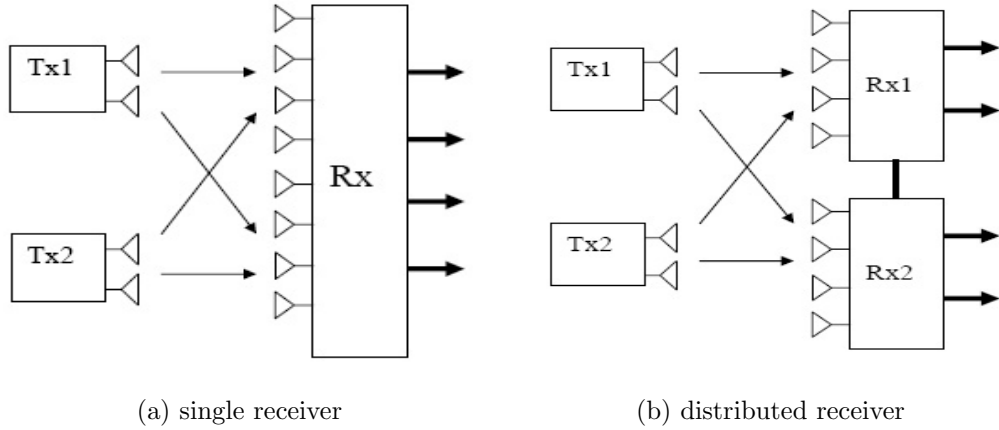 Tx1
Tx2
Rx
(a) single receiver
Tx1
Tx2
Rx1
Rx2
(b) distributed receiver